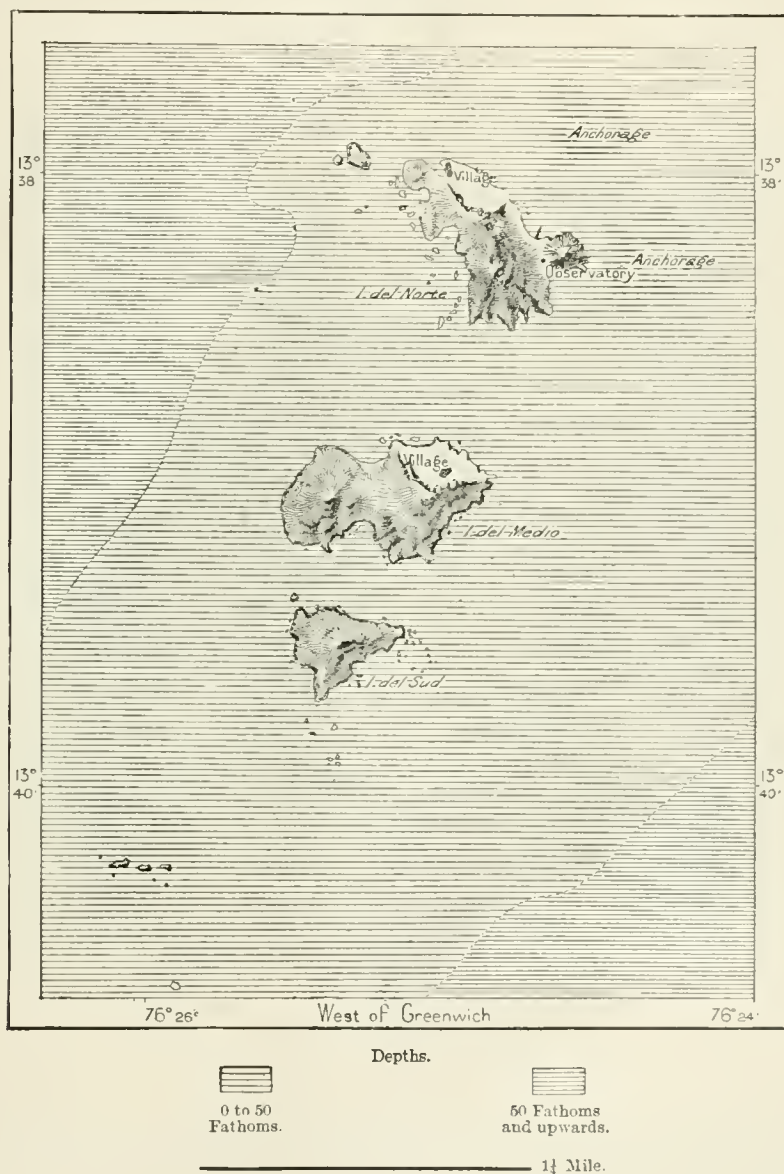 Anchorage
13° 13°
38' 38'
Village
Anchorage
Observatory
I. del Norte
Village
I. del Medio
I. del Sud
13° 13°
40' 40'
76° 26' West of Greenwich 76° 24'
Depths.
0 to 50
Fathoms.
50 Fathoms
and upwards.
1¼ Mile.